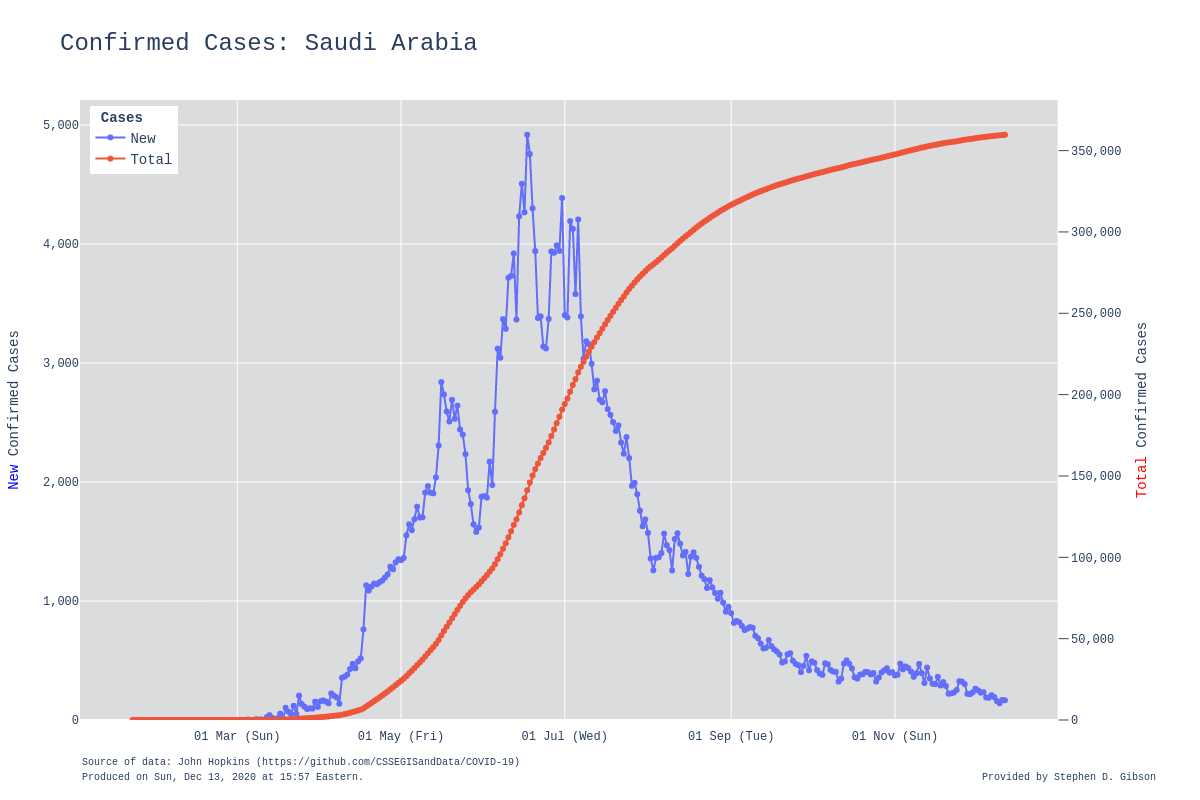 Confirmed Cases: Saudi Arabia
Cases
New
Total
5,000
4,000
3,000
2,000
1,000
0
New Confirmed Cases
350,000
300,000
250,000
200,000
150,000
100,000
50,000
0
Total Confirmed Cases
01 Mar (Sun) 01 May (Fri) 01 Jul (Wed) 01 Sep (Tue) 01 Nov (Sun)
Source of data: John Hopkins (https://github.com/CSSEGISandData/COVID-19)
Produced on Sun, Dec 13, 2020 at 15:57 Eastern.
Provided by Stephen D. Gibson